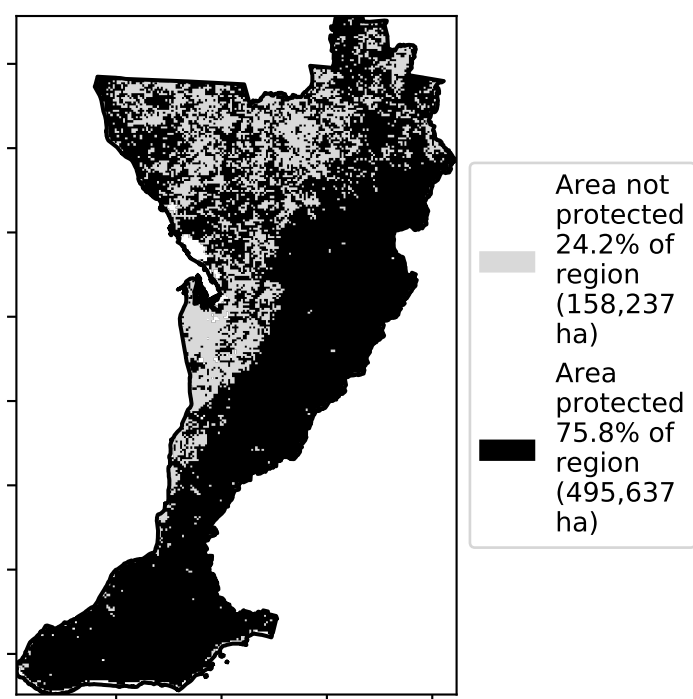 Area not
protected
24.2% of
region
(158,237
ha)
Area
protected
75.8% of
region
(495,637
ha)